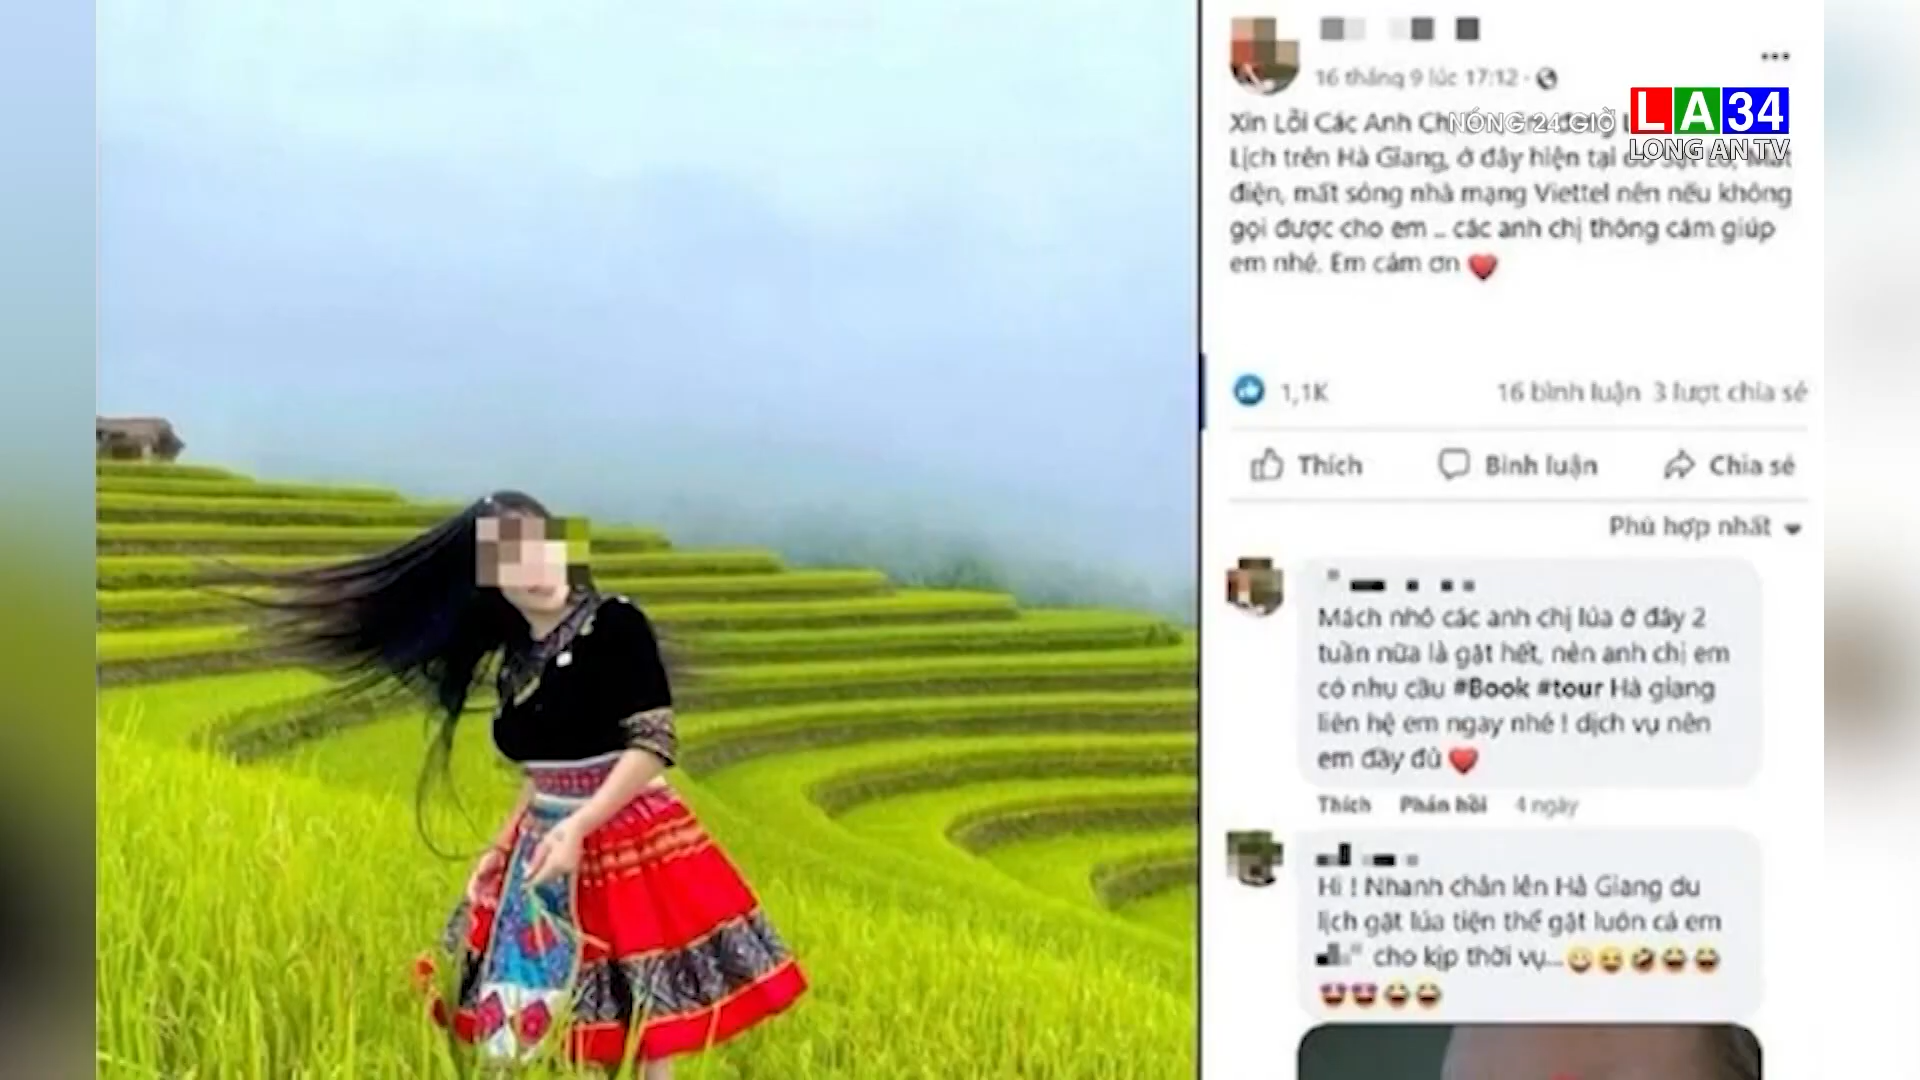 16 tháng 9 lúc 17:12 ·
NÓNG 24 GIỜ
LA34
LONG AN TV
Xin Lỗi Các Anh
Lịch trên Hà Giang, ở đây hiện tại
điện, mất sóng nhà mạng Viettel nên nếu không
gọi được cho em .. các anh chị thông cảm giúp
em nhé. Em cảm ơn ❤
1,1K
16 bình luận 3 lượt chia sẻ
Thích Bình luận Chia sẻ
Phù hợp nhất
Mách nhỏ các anh chị lúa ở đây 2
tuần nữa là gặt hết, nên anh chị em
có nhu cầu #Book #tour Hà giang
liên hệ em ngay nhé ! dịch vụ nên
em đầy đủ ❤
Thích Phản hồi 4 ngày
Hi ! Nhanh chân lên Hà Giang du
lịch gặt lúa tiện thể gặt luôn cả em
cho kịp thời vụ...